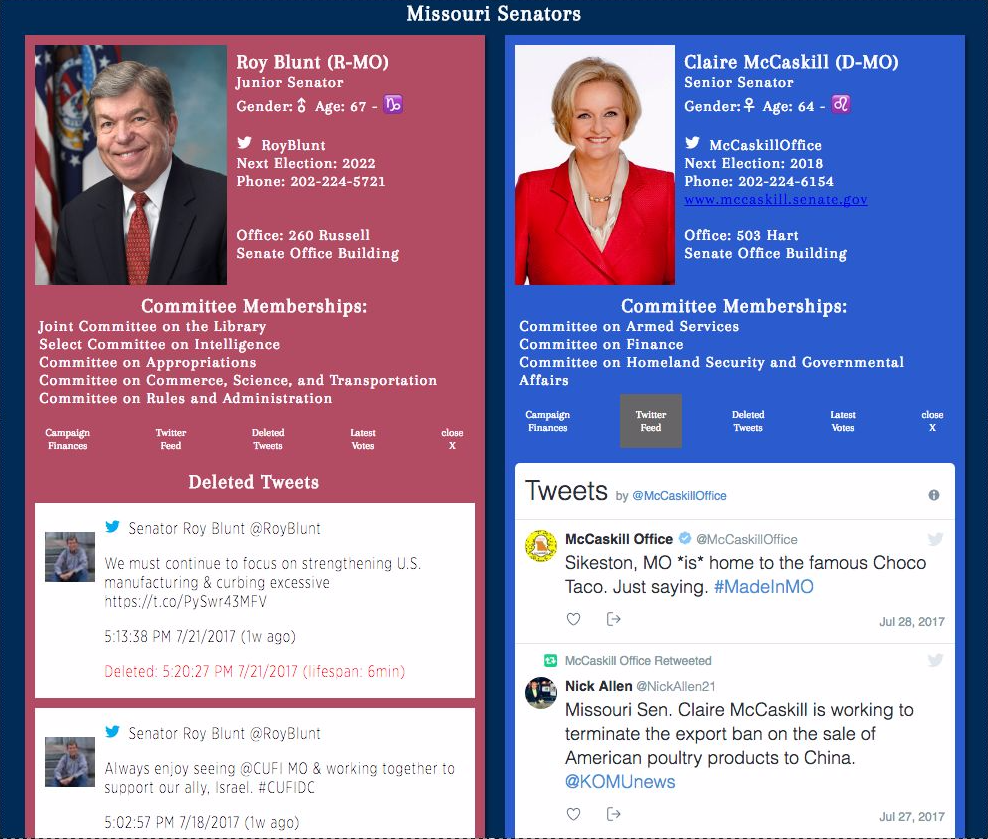 Missouri Senators
Roy Blunt (R-MO)
Junior Senator
Gender: ⚦ Age: 67 - ♑
RoyBlunt
Next Election: 2022
Phone: 202-224-5721
Office: 260 Russell
Senate Office Building
Committee Memberships:
Joint Committee on the Library
Select Committee on Intelligence
Committee on Appropriations
Committee on Commerce, Science, and Transportation
Committee on Rules and Administration
Campaign
Finances
Twitter
Feed
Deleted
Tweets
Latest
Votes
close
X
Deleted Tweets
Senator Roy Blunt @RoyBlunt
We must continue to focus on strengthening U.S.
manufacturing & curbing excessive
https://t.co/PySwr43MFV
5:13:38 PM 7/21/2017 (1w ago)
Deleted: 5:20:27 PM 7/21/2017 (lifespan: 6min)
Senator Roy Blunt @RoyBlunt
Always enjoy seeing @CUFI MO & working together to
support our ally, Israel. #CUFIDC
5:02:57 PM 7/18/2017 (1w ago)
Claire McCaskill (D-MO)
Senior Senator
Gender: ♀ Age: 64 - ♌
McCaskillOffice
Next Election: 2018
Phone: 202-224-6154
www.mccaskill.senate.gov
Office: 503 Hart
Senate Office Building
Committee Memberships:
Committee on Armed Services
Committee on Finance
Committee on Homeland Security and Governmental
Affairs
Campaign
Finances
Twitter
Feed
Deleted
Tweets
Latest
Votes
close
X
Tweets by @McCaskillOffice
McCaskill Office @McCaskillOffice
Sikeston, MO *is* home to the famous Choco
Taco. Just saying. #MadeInMO
Jul 28, 2017
McCaskill Office Retweeted
Nick Allen @NickAllen21
Missouri Sen. Claire McCaskill is working to
terminate the export ban on the sale of
American poultry products to China.
@KOMUnews
Jul 27, 2017